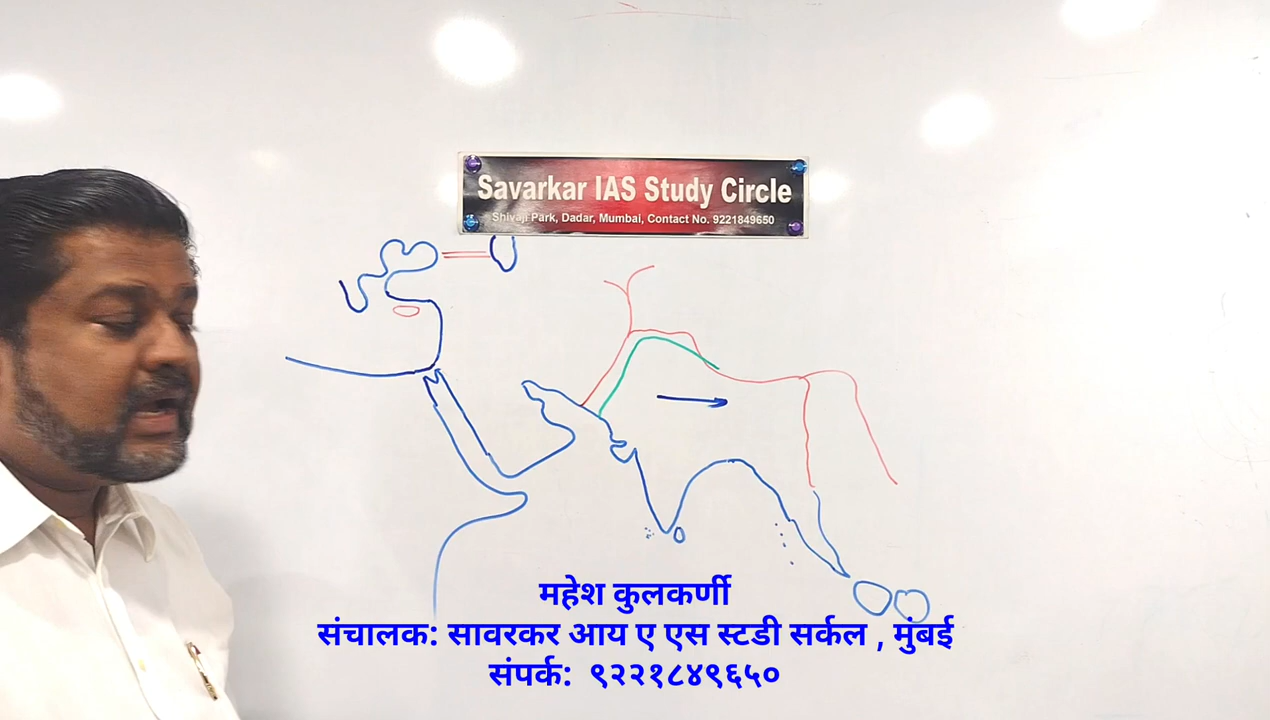 Savarkar IAS Study Circle
Shivaji Park, Dadar, Mumbai, Contact No. 9221849650
महेश कुलकर्णी
संचालक: सावरकर आय ए एस स्टडी सर्कल , मुंबई
संपर्क: ९२२१८४९६५०